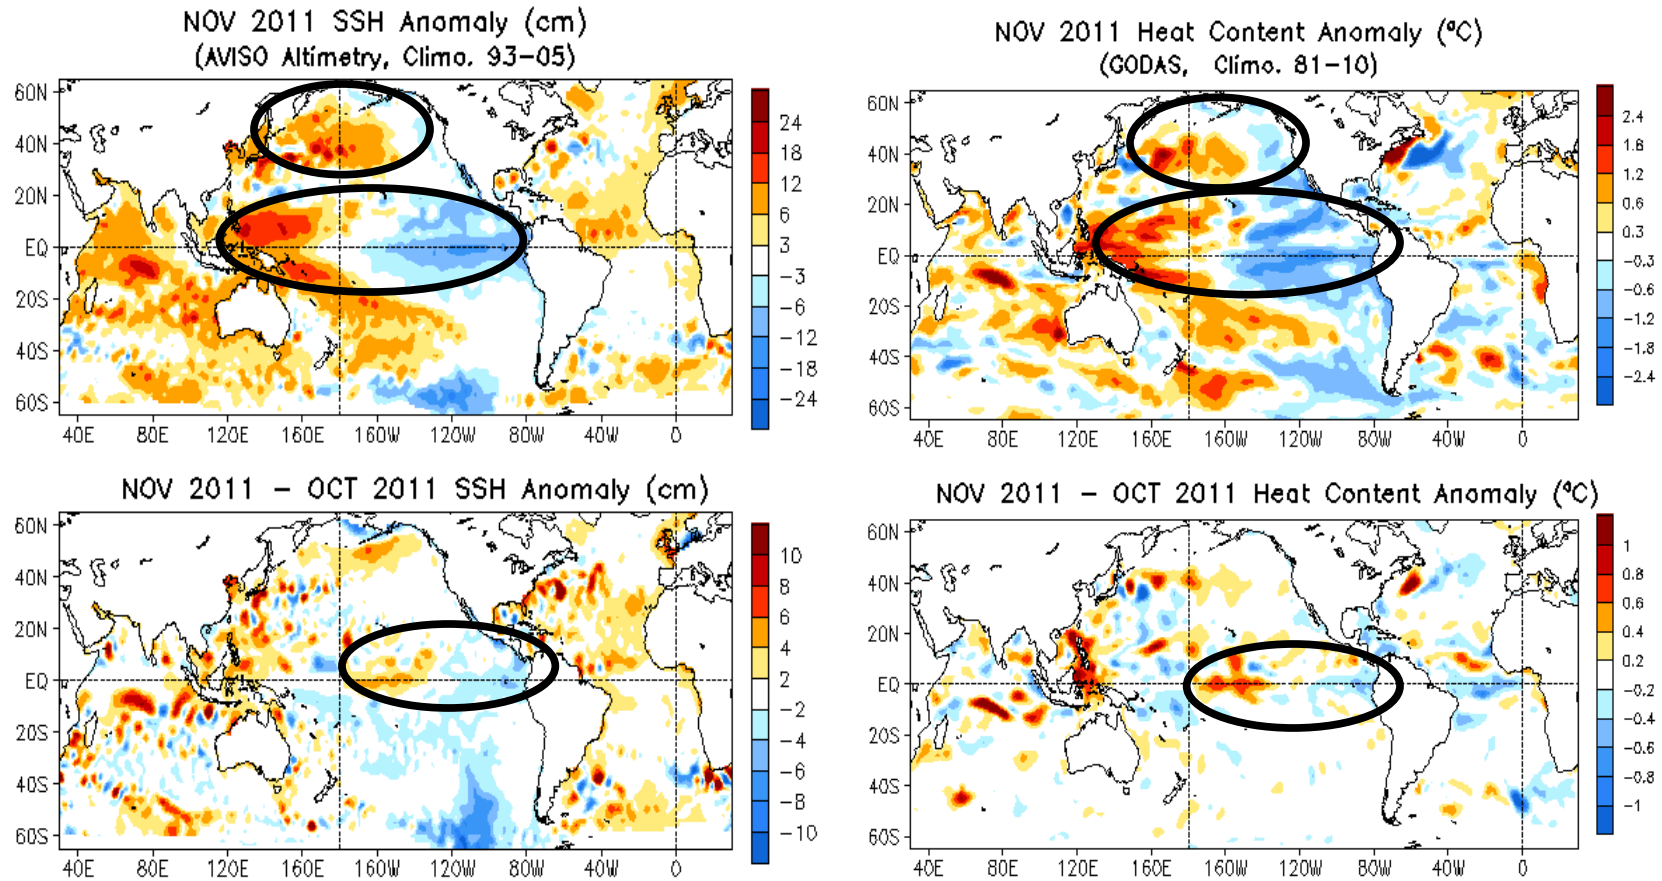 NOV 2011 SSH Anomaly (cm)
(AVISO Altimetry, Climo. 93-05)
60N
40N
20N
EQ
20S
40S
60S
40E 80E 120E 160E 160W 120W 80W 40W 0
24
18
12
6
3
-3
-6
-12
-18
-24
NOV 2011 Heat Content Anomaly (ºC)
(GODAS, Climo. 81-10)
60N
40N
20N
EQ
20S
40S
60S
40E 80E 120E 160E 160W 120W 80W 40W 0
2.4
1.8
1.2
0.6
0.3
-0.3
-0.6
-1.2
-1.8
-2.4
NOV 2011 - OCT 2011 SSH Anomaly (cm)
60N
40N
20N
EQ
20S
40S
60S
40E 80E 120E 160E 160W 120W 80W 40W 0
10
8
6
4
2
-2
-4
-6
-8
-10
NOV 2011 - OCT 2011 Heat Content Anomaly (ºC)
60N
40N
20N
EQ
20S
40S
60S
40E 80E 120E 160E 160W 120W 80W 40W 0
1
0.8
0.6
0.4
0.2
-0.2
-0.4
-0.6
-0.8
-1